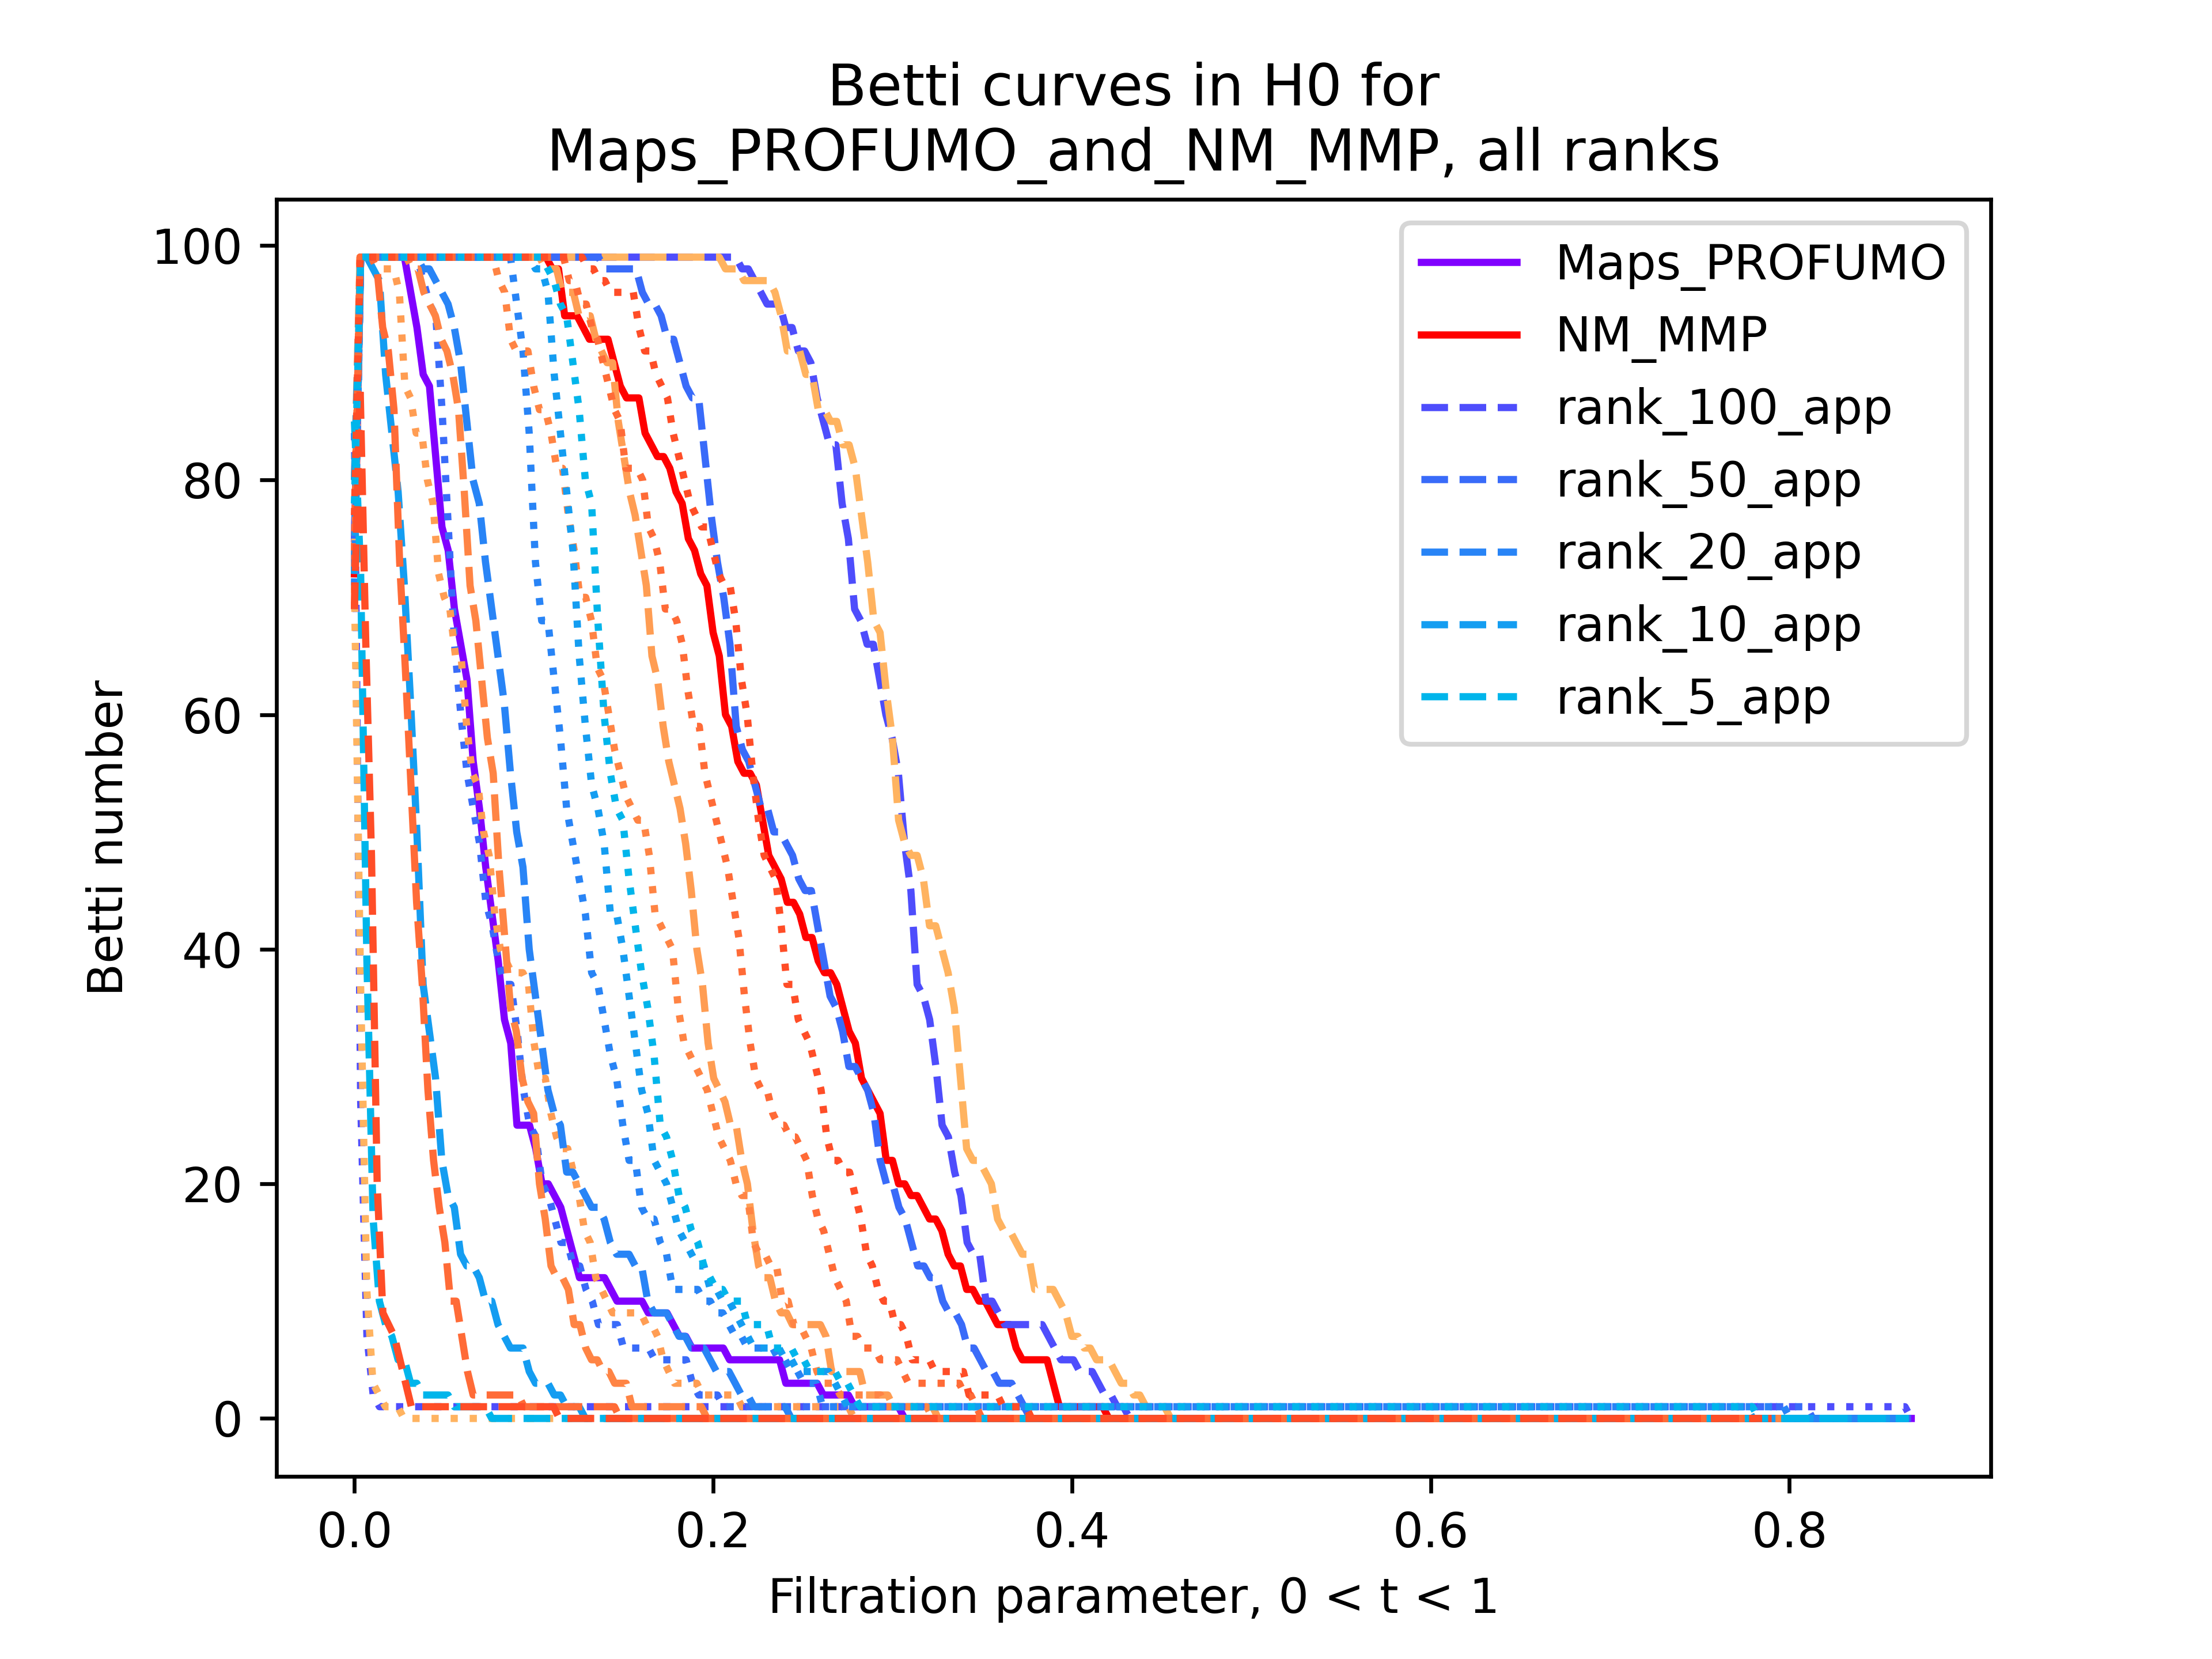 Betti curves in H0 for
Maps_PROFUMO_and_NM_MMP, all ranks
Maps_PROFUMO
NM_MMP
rank_100_app
rank_50_app
rank_20_app
rank_10_app
rank_5_app
Betti number
100
80
60
40
20
0
0.0 0.2 0.4 0.6 0.8
Filtration parameter, 0 < t < 1